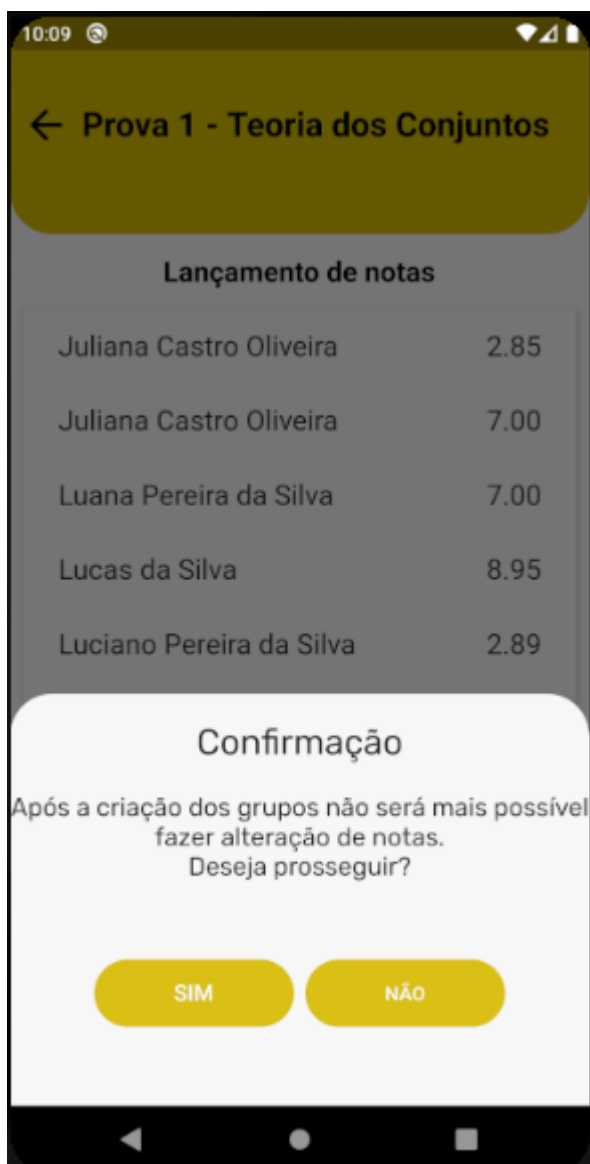 10:09
Prova 1 - Teoria dos Conjuntos
Lançamento de notas
Juliana Castro Oliveira 2.85
Juliana Castro Oliveira 7.00
Luana Pereira da Silva 7.00
Lucas da Silva 8.95
Luciano Pereira da Silva 2.89
Confirmação
Após a criação dos grupos não será mais possível
fazer alteração de notas.
Deseja prosseguir?
SIM NÃO